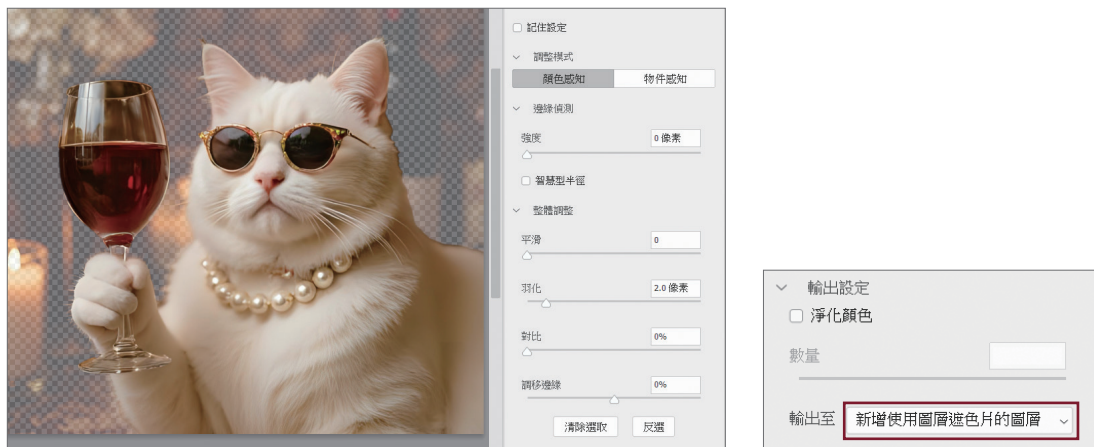 記住設定
調整模式
顏色感知 物件感知
邊緣偵測
強度 0 像素
智慧型半徑
整體調整
平滑 0
羽化 2.0 像素
對比 0%
調移邊緣 0%
清除選取 反選
輸出設定
淨化顏色
數量
輸出至 新增使用圖層遮色片的圖層